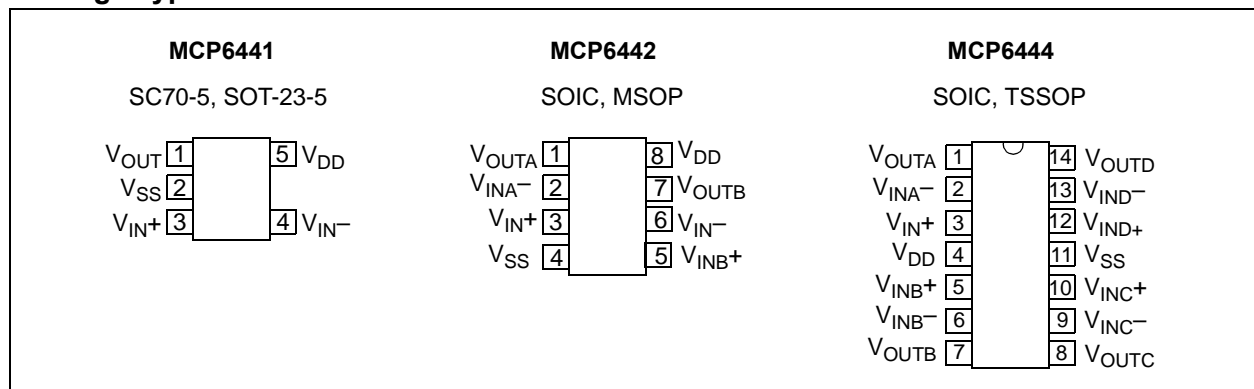 MCP6441
SC70-5, SOT-23-5
VOUT 1
5 VDD
VSS 2
VIN+ 3
4 VIN–
MCP6442
SOIC, MSOP
VOUTA 1
8 VDD
VINA– 2
7 VOUTB
VIN+ 3
6 VIN–
VSS 4
5 VINB+
MCP6444
SOIC, TSSOP
VOUTA 1
14 VOUTD
VINA– 2
13 VIND–
VIN+ 3
12 VIND+
VDD 4
11 VSS
VINB+ 5
10 VINC+
VINB– 6
9 VINC–
VOUTB 7
8 VOUTC